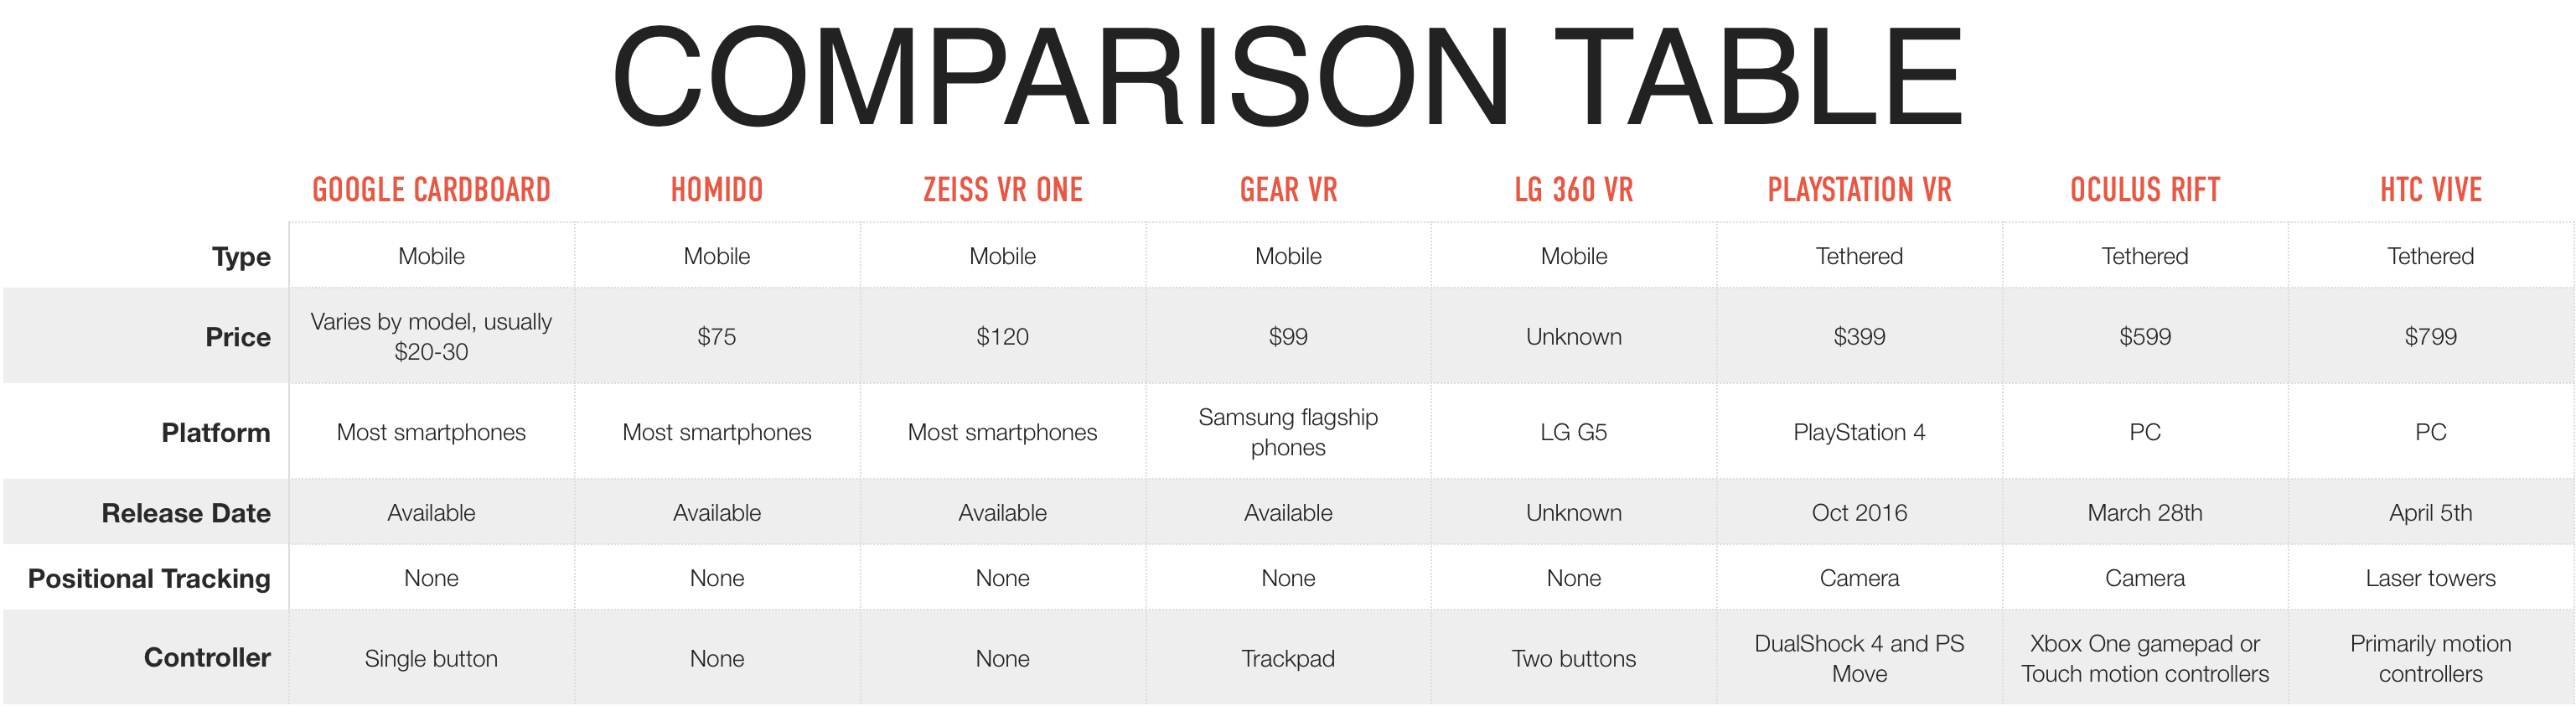 COMPARISON TABLE
GOOGLE CARDBOARD HOMIDO ZEISS VR ONE GEAR VR LG 360 VR PLAYSTATION VR OCULUS RIFT HTC VIVE
Type Mobile Mobile Mobile Mobile Mobile Tethered Tethered Tethered
Price Varies by model, usually $20-30 $75 $120 $99 Unknown $399 $599 $799
Platform Most smartphones Most smartphones Most smartphones Samsung flagship phones LG G5 PlayStation 4 PC PC
Release Date Available Available Available Available Unknown Oct 2016 March 28th April 5th
Positional Tracking None None None None None Camera Camera Laser towers
Controller Single button None None Trackpad Two buttons DualShock 4 and PS Move Xbox One gamepad or Touch motion controllers Primarily motion controllers